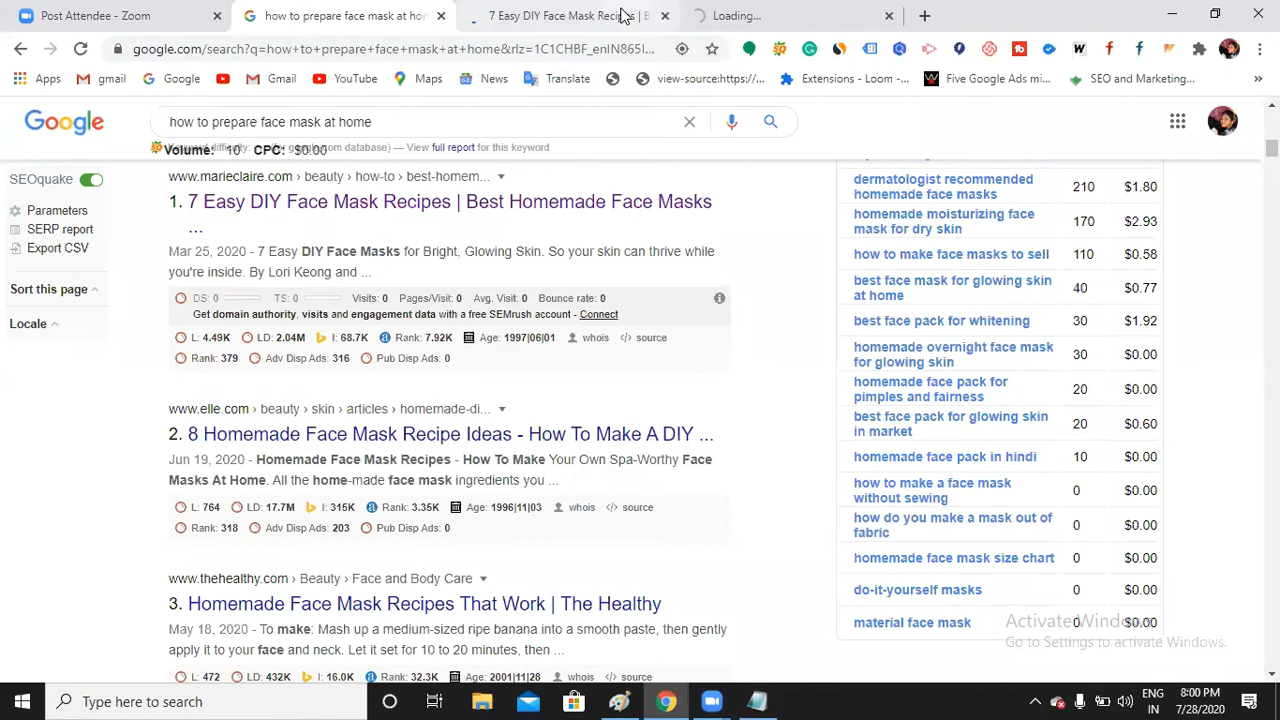 Post Attendee - Zoom
how to prepare face mask at hom
7 Easy DIY Face Mask Recipes | B
Loading...
google.com/search?q=how+to+prepare+face+mask+at+home&rlz=1C1CHBF_enIN865I...
Apps
gmail
Google
YouTube
Gmail
YouTube
Maps
News
Translate
view-source:https://...
Extensions - Loom -...
Five Google Ads mi...
SEO and Marketing...
»
Google
how to prepare face mask at home
Volume: 10 CPC: $0.00
google.com database) — View full report for this keyword
SEOquake
Parameters
SERP report
Export CSV
Sort this page
Locale
www.marieclaire.com › beauty › how-to › best-homem...
1. 7 Easy DIY Face Mask Recipes | Best Homemade Face Masks
...
Mar 25, 2020 - 7 Easy DIY Face Masks for Bright, Glowing Skin. So your skin can thrive while
you're inside. By Lori Keong and ...
DS: 0 TS: 0 Visits: 0 Pages/Visit: 0 Avg. Visit: 0 Bounce rate: 0
Get domain authority, visits and engagement data with a free SEMrush account - Connect
L: 4.49K LD: 2.04M I: 68.7K Rank: 7.92K Age: 1997|06|01 whois </> source
Rank: 379 Adv Disp Ads: 316 Pub Disp Ads: 0
www.elle.com › beauty › skin › articles › homemade-di...
2. 8 Homemade Face Mask Recipe Ideas - How To Make A DIY ...
Jun 19, 2020 - Homemade Face Mask Recipes - How To Make Your Own Spa-Worthy Face
Masks At Home. All the home-made face mask ingredients you ...
L: 764 LD: 17.7M I: 315K Rank: 3.35K Age: 1996|11|03 whois </> source
Rank: 318 Adv Disp Ads: 203 Pub Disp Ads: 0
www.thehealthy.com › Beauty › Face and Body Care
3. Homemade Face Mask Recipes That Work | The Healthy
May 18, 2020 - To make: Mash up a medium-sized ripe banana into a smooth paste, then gently
apply it to your face and neck. Let it set for 10 to 20 minutes, then ...
L: 472 LD: 432K I: 16.0K Rank: 32.3K Age: 2001|11|28 whois </> source
dermatologist recommended
homemade face masks 210 $1.80
homemade moisturizing face
mask for dry skin 170 $2.93
how to make face masks to sell 110 $0.58
best face mask for glowing skin
at home 40 $0.77
best face pack for whitening 30 $1.92
homemade overnight face mask
for glowing skin 30 $0.00
homemade face pack for
pimples and fairness 20 $0.00
best face pack for glowing skin
in market 20 $0.60
homemade face pack in hindi 10 $0.00
how to make a face mask
without sewing 0 $0.00
how do you make a mask out of
fabric 0 $0.00
homemade face mask size chart 0 $0.00
do-it-yourself masks 0 $0.00
material face mask 0 $0.00
Activate Windows
Go to Settings to activate Windows.
Type here to search
ENG
IN
8:00 PM
7/28/2020